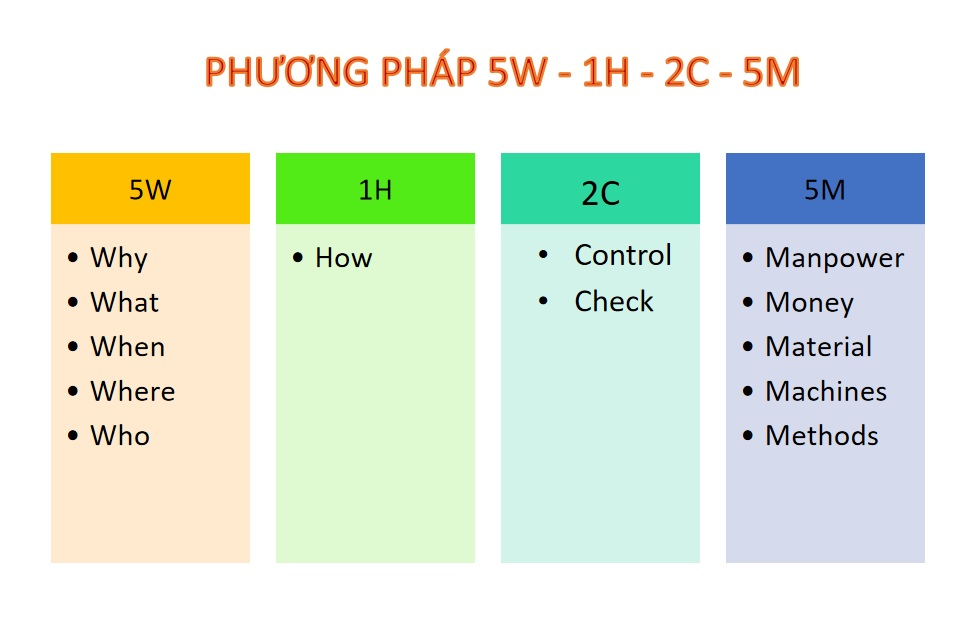 PHƯƠNG PHÁP 5W - 1H - 2C - 5M
5W
• Why
• What
• When
• Where
• Who
1H
• How
2C
• Control
• Check
5M
• Manpower
• Money
• Material
• Machines
• Methods